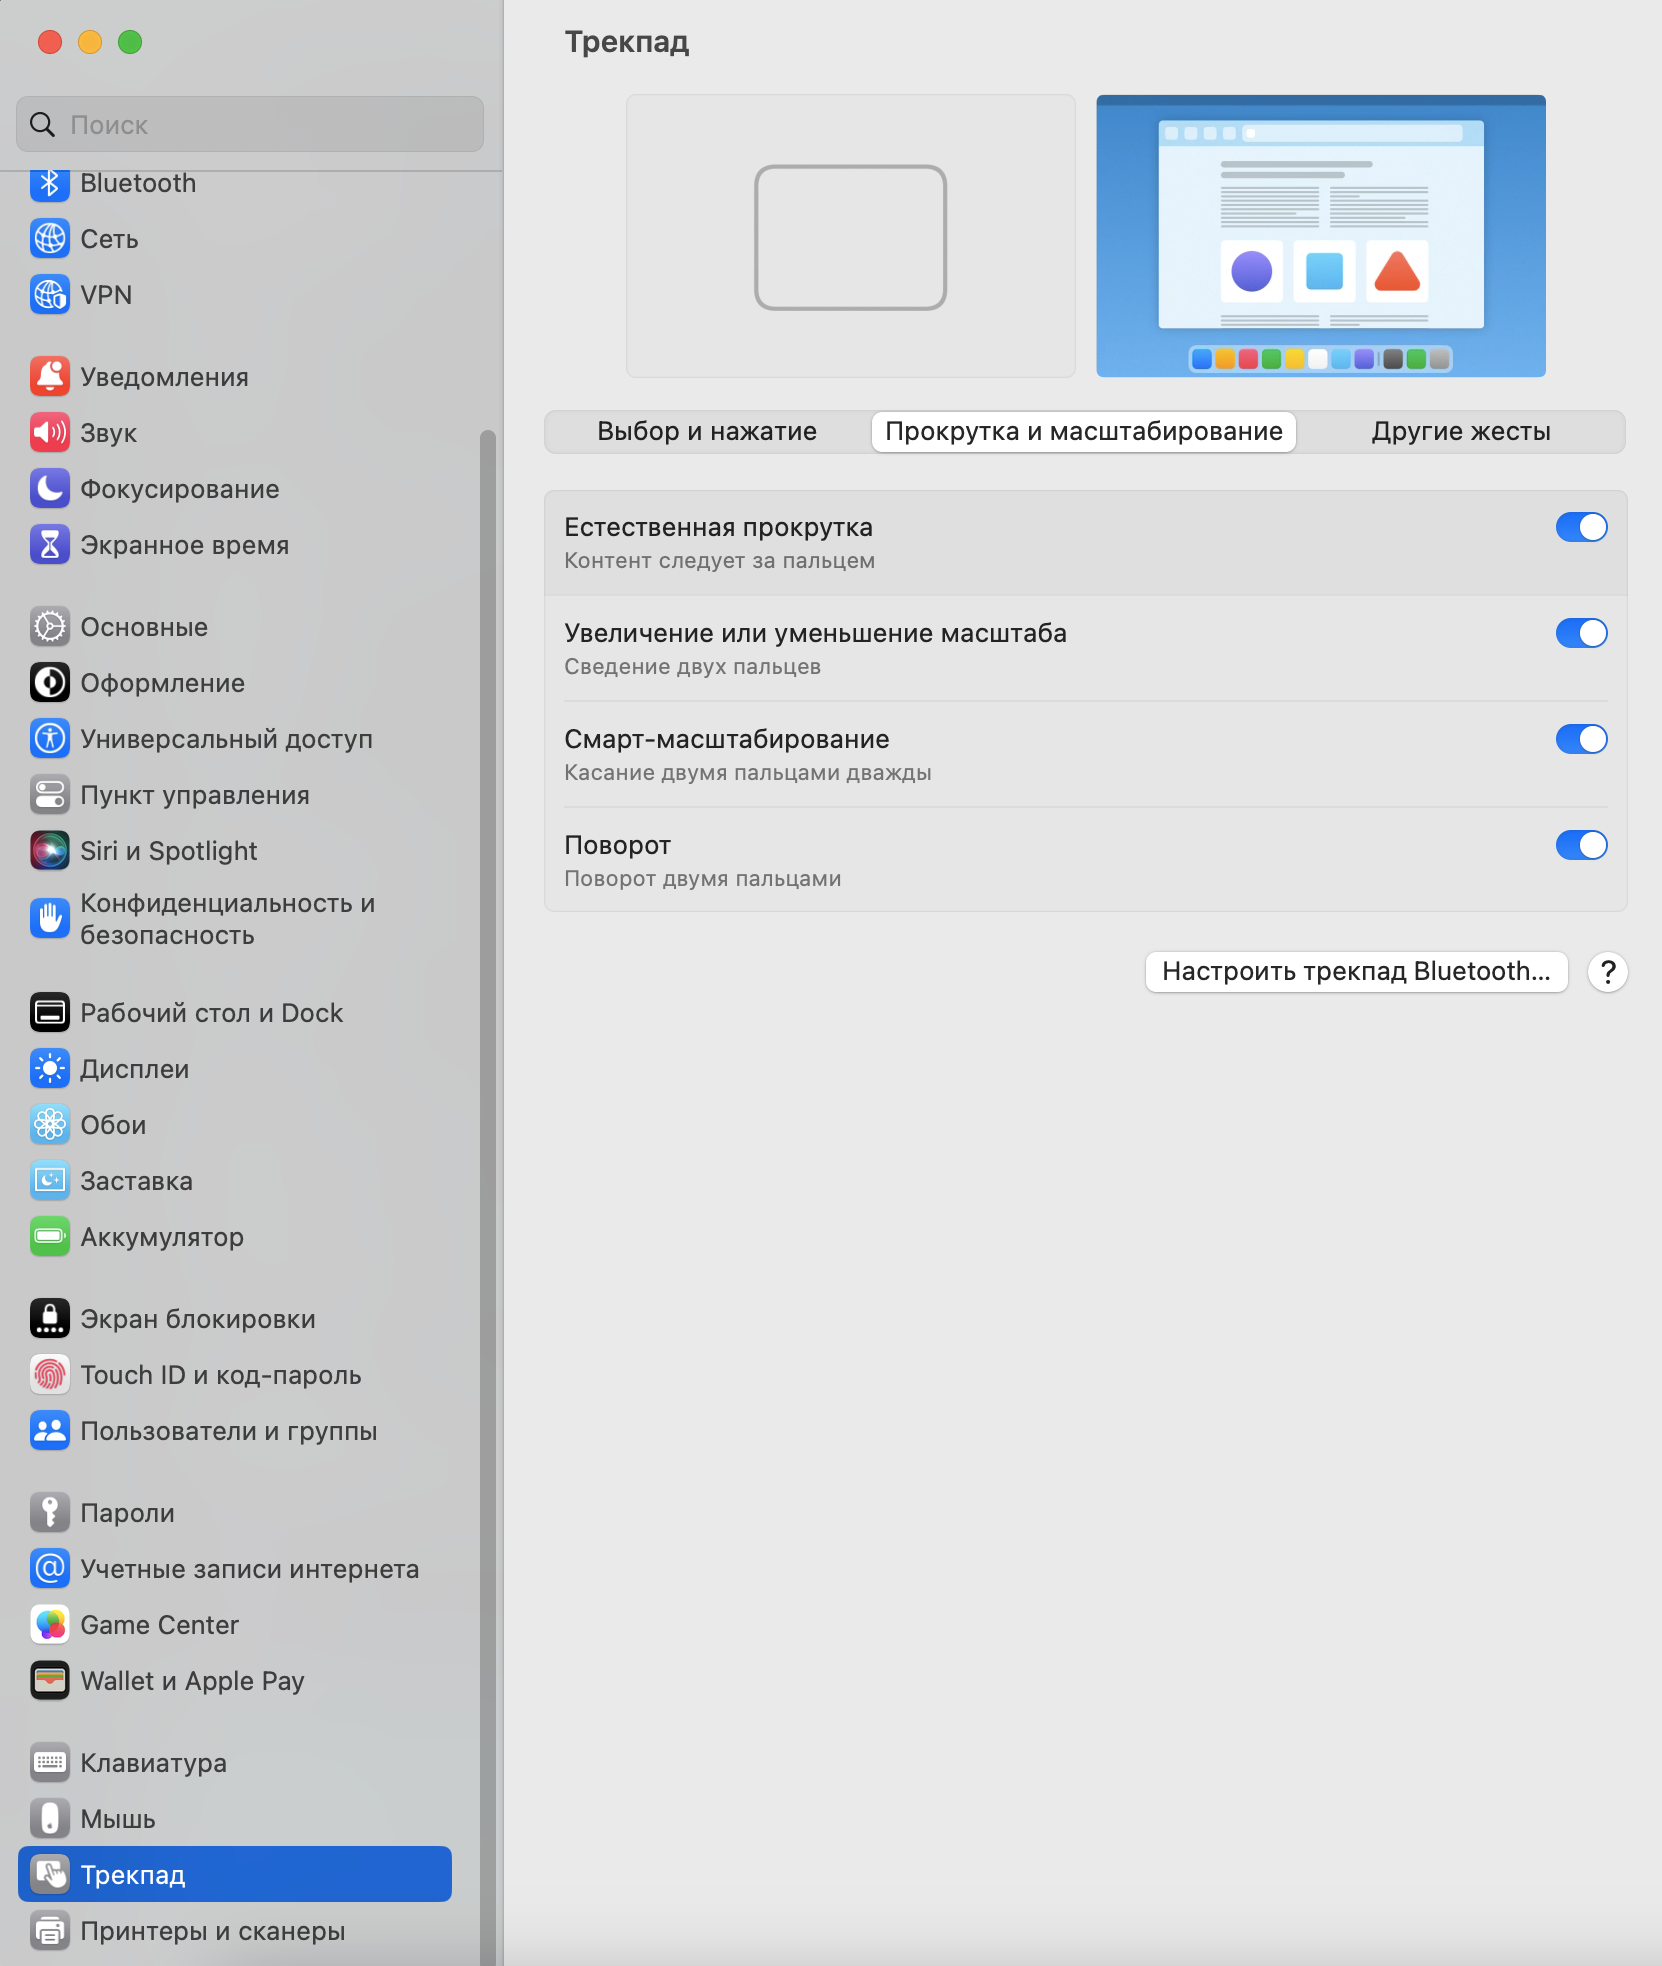 Поиск
Bluetooth
Сеть
VPN
Уведомления
Звук
Фокусирование
Экранное время
Основные
Оформление
Универсальный доступ
Пункт управления
Siri и Spotlight
Конфиденциальность и
безопасность
Рабочий стол и Dock
Дисплеи
Обои
Заставка
Аккумулятор
Экран блокировки
Touch ID и код-пароль
Пользователи и группы
Пароли
Учетные записи интернета
Game Center
Wallet и Apple Pay
Клавиатура
Мышь
Трекпад
Принтеры и сканеры
Трекпад
Выбор и нажатие
Прокрутка и масштабирование
Другие жесты
Естественная прокрутка
Контент следует за пальцем
Увеличение или уменьшение масштаба
Сведение двух пальцев
Смарт-масштабирование
Касание двумя пальцами дважды
Поворот
Поворот двумя пальцами
Настроить трекпад Bluetooth...
?